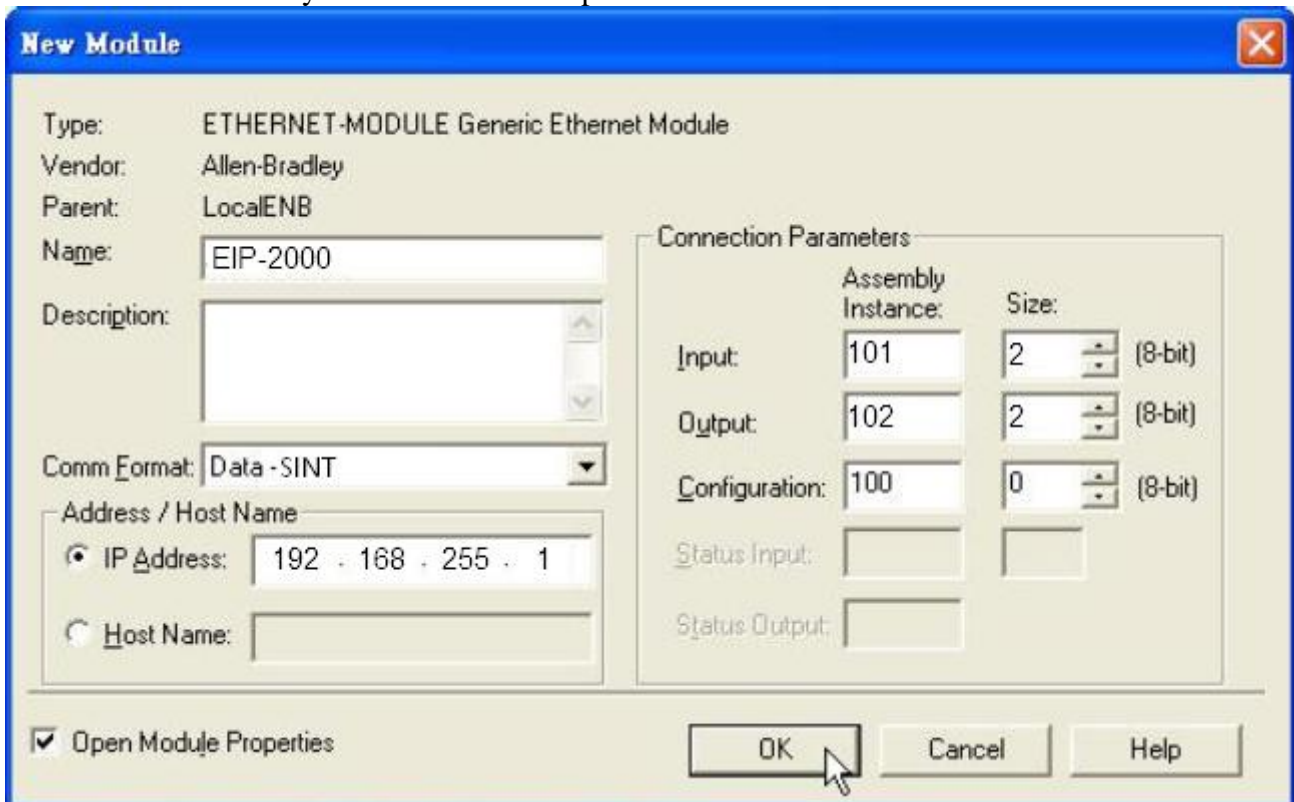 New Module
Type: ETHERNET-MODULE Generic Ethernet Module
Vendor: Allen-Bradley
Parent: LocalENB
Name: EIP-2000
Description:
Comm Format: Data -SINT
Address / Host Name
IP Address: 192 . 168 . 255 . 1
Host Name:
Connection Parameters
Assembly
Instance: Size:
Input: 101 2 (8-bit)
Output: 102 2 (8-bit)
Configuration: 100 0 (8-bit)
Status Input:
Status Output:
Open Module Properties
OK Cancel Help